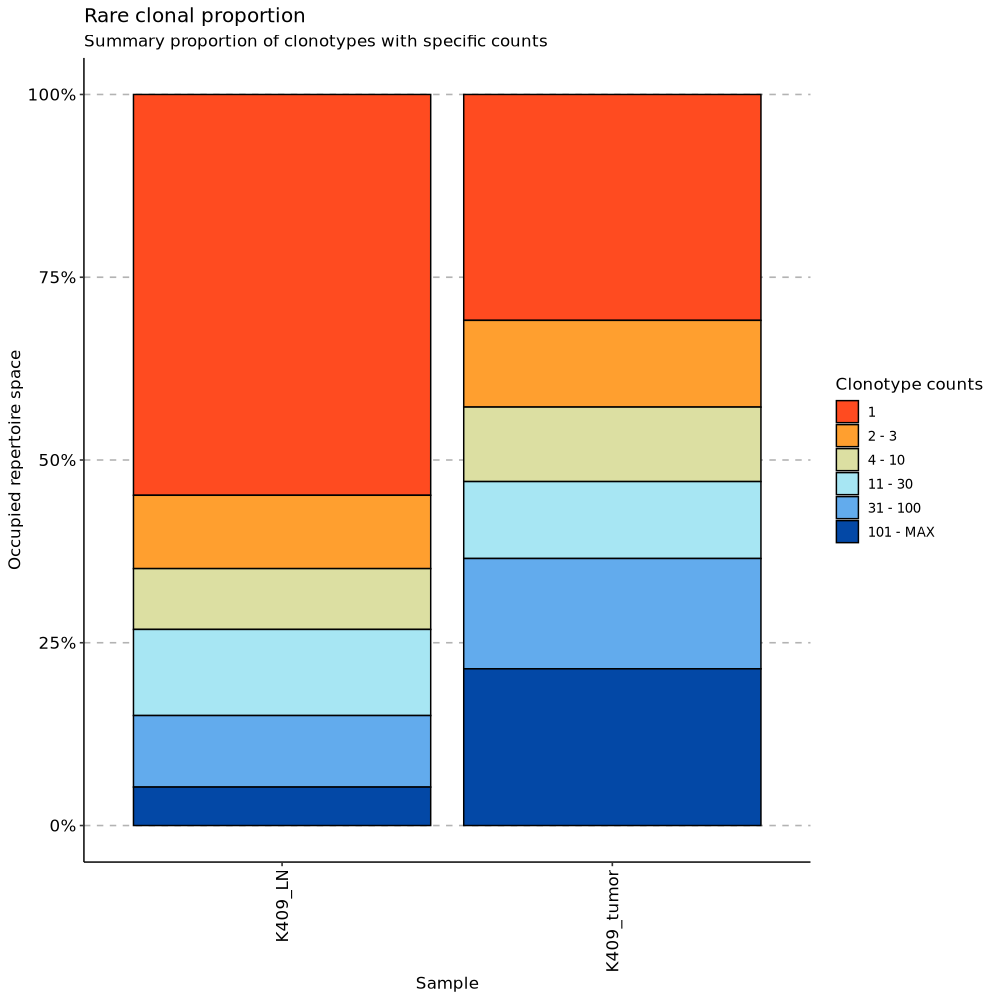 Rare clonal proportion
Summary proportion of clonotypes with specific counts
100%
75%
50%
25%
0%
Occupied repertoire space
K409_LN
K409_tumor
Sample
Clonotype counts
1
2 - 3
4 - 10
11 - 30
31 - 100
101 - MAX